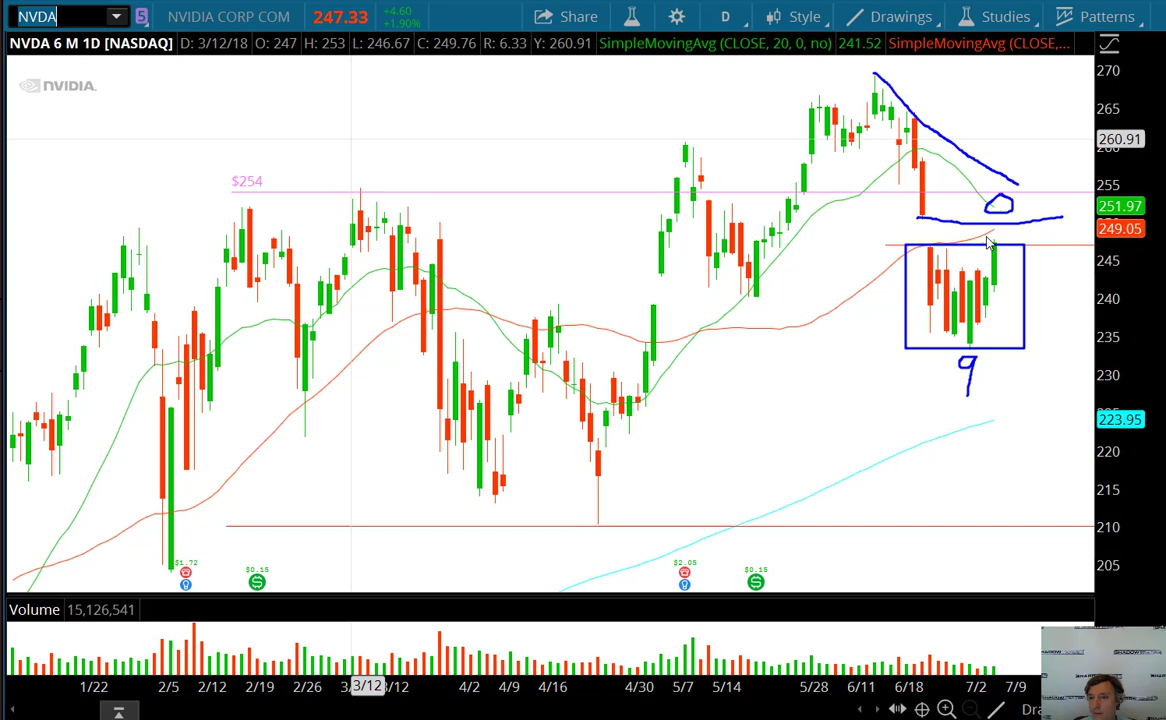 NVDA 5 NVIDIA CORP COM 247.33 +4.60 +1.90% Share D Style Drawings Studies Patterns
NVDA 6 M 1D [NASDAQ] D: 3/12/18 O: 247 H: 253 L: 246.67 C: 249.76 R: 6.33 Y: 260.91 SimpleMovingAvg (CLOSE, 20, 0, no) 241.52 SimpleMovingAvg (CLOSE,...
NVIDIA.
270
265
260.91
$254
255
251.97
249.05
245
240
235
9
230
223.95
220
215
210
205
$1.72 $0.15 $2.05 $0.15
Volume 15,126,541
1/22 2/5 2/12 2/19 2/26 3/12 3/12 4/2 4/9 4/16 4/30 5/7 5/14 5/28 6/11 6/18 7/2 7/9